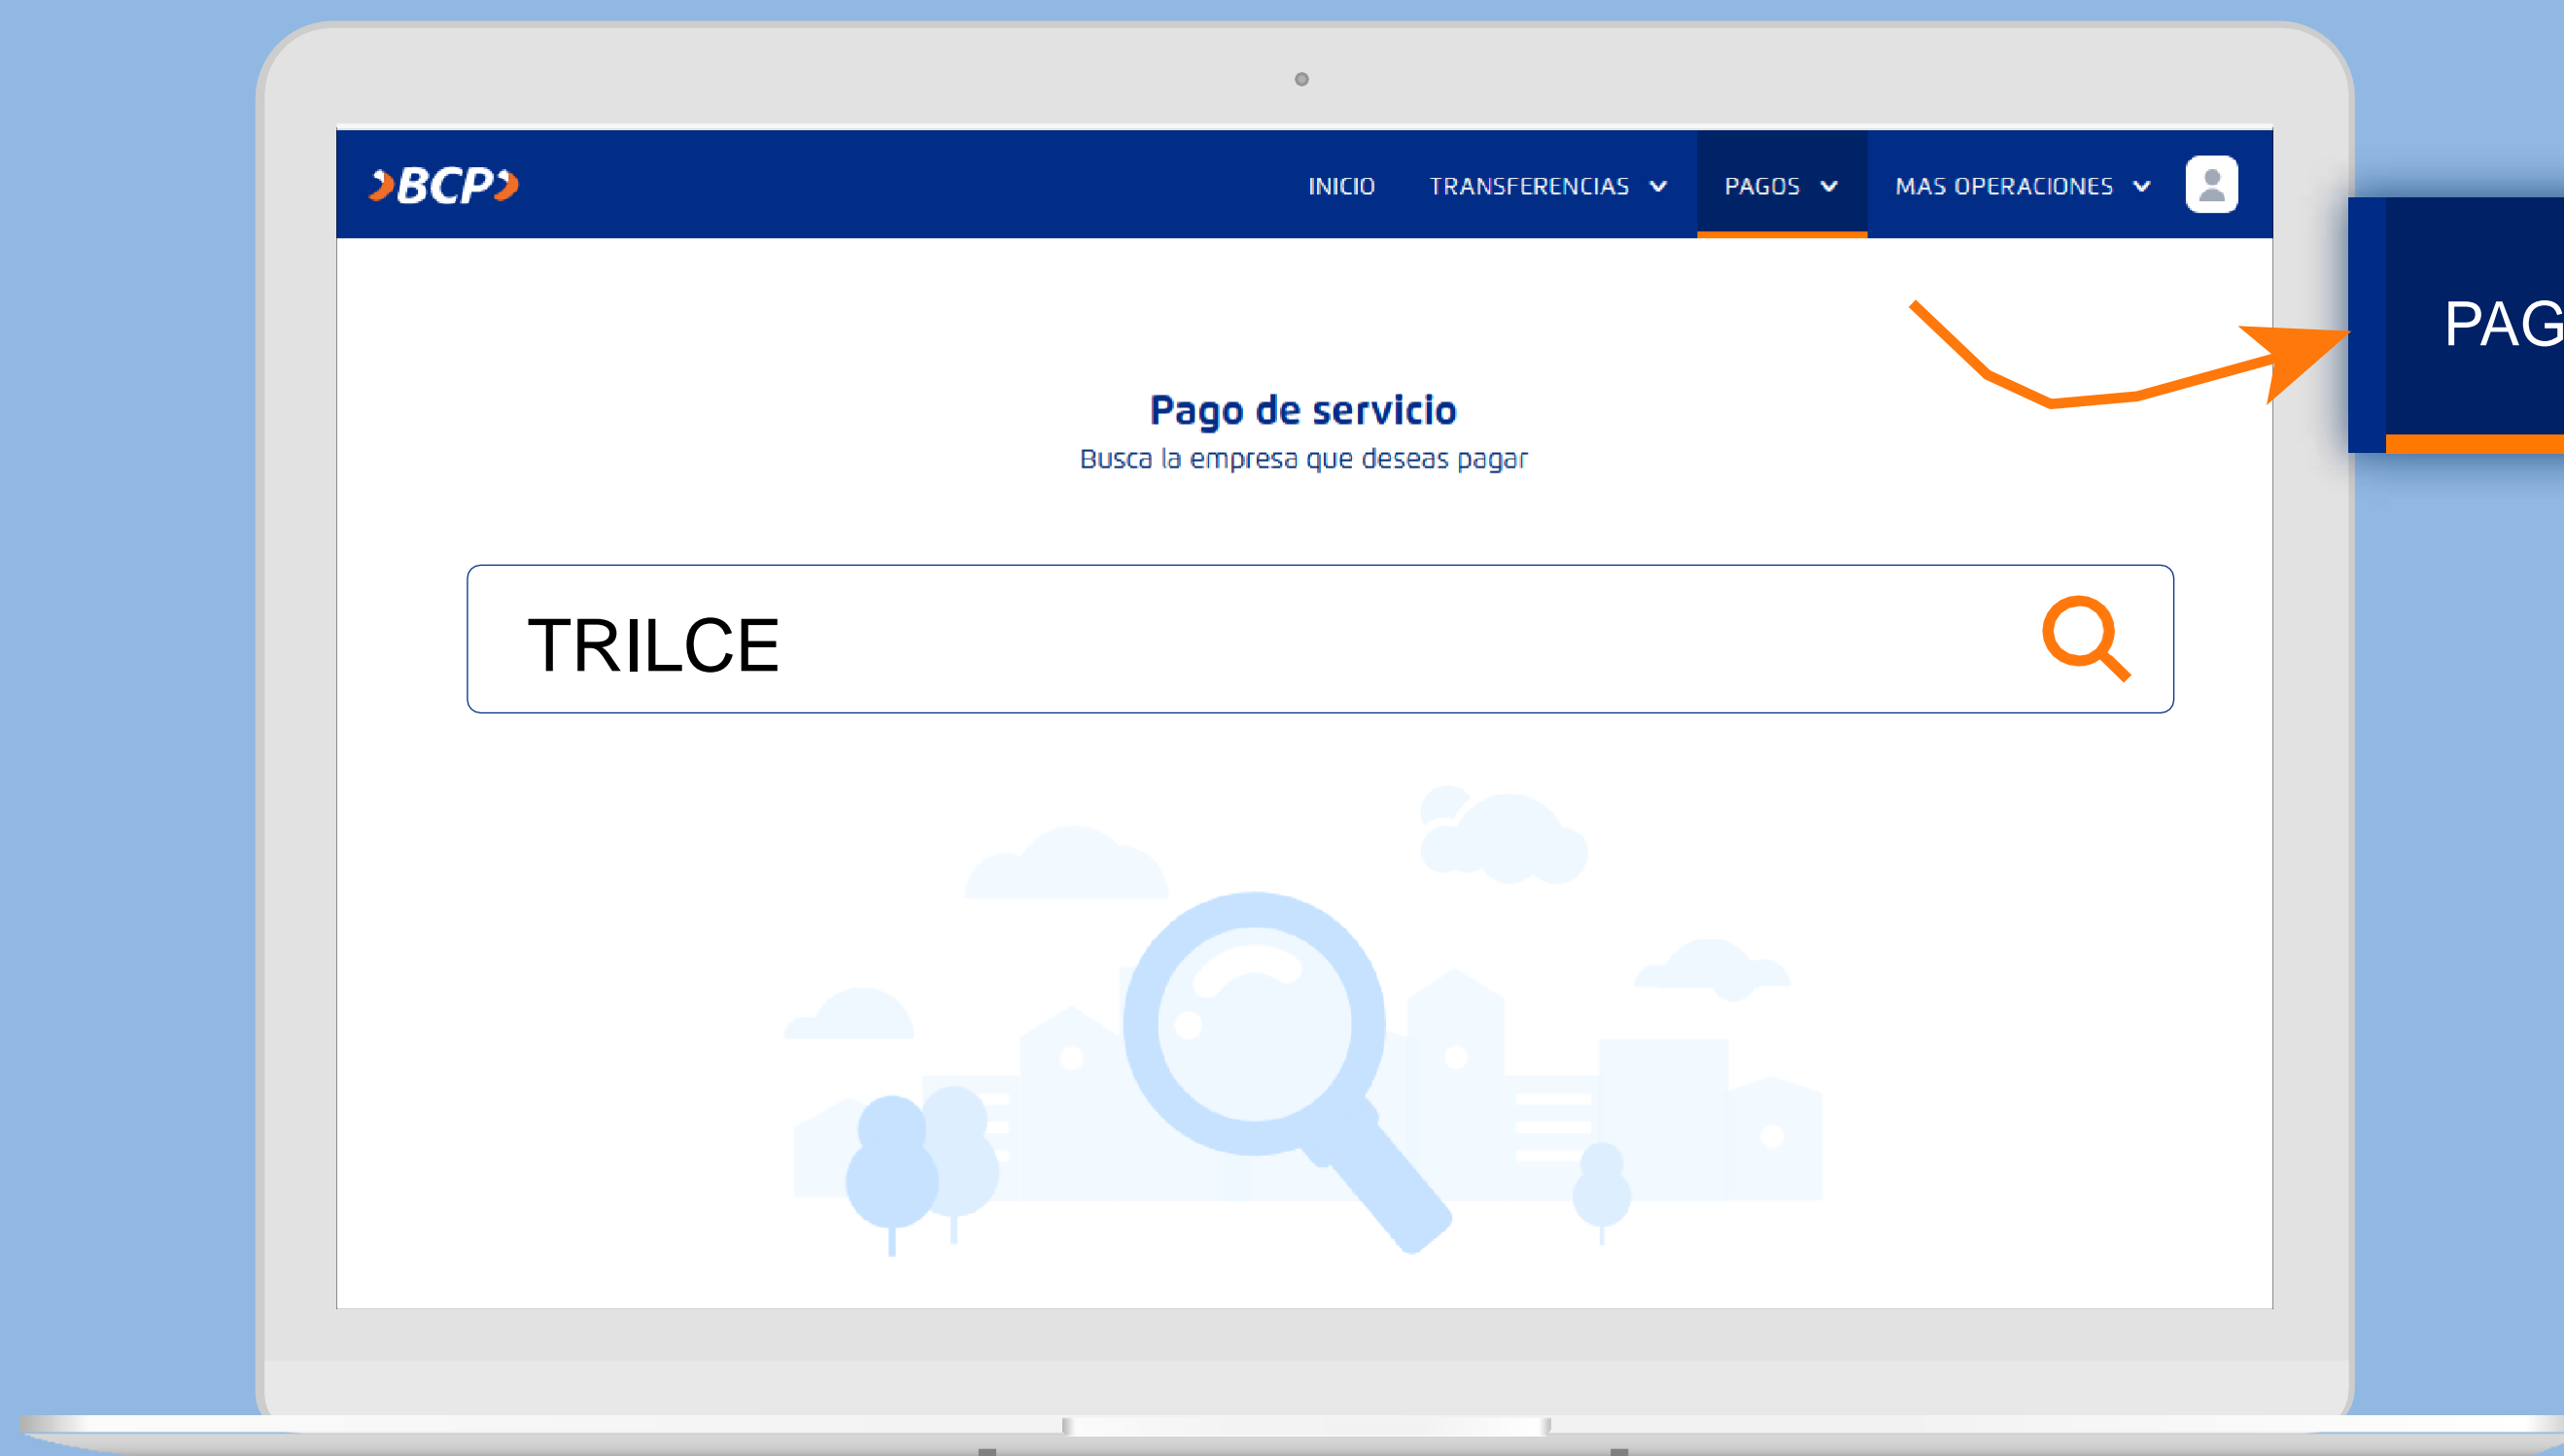 BCP
INICIO TRANSFERENCIAS PAGOS MAS OPERACIONES
PAG
Pago de servicio
Busca la empresa que deseas pagar
TRILCE